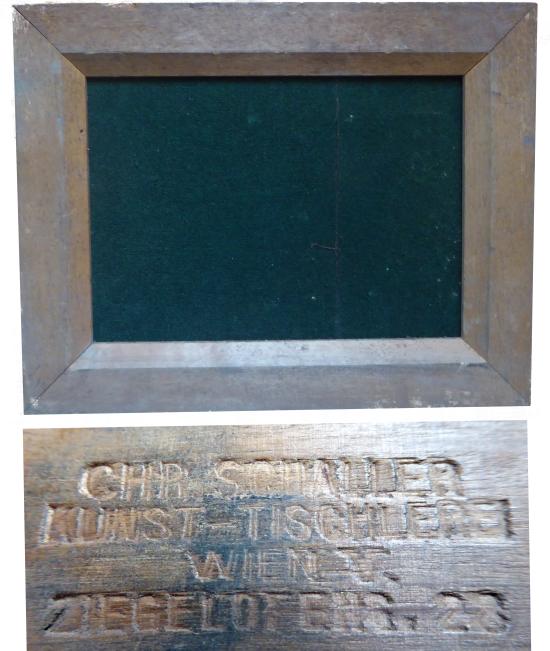 CHR SCHALLER
KUNST-TISCHLEREI
WIEN V.
ZIEGELOFENG. 23